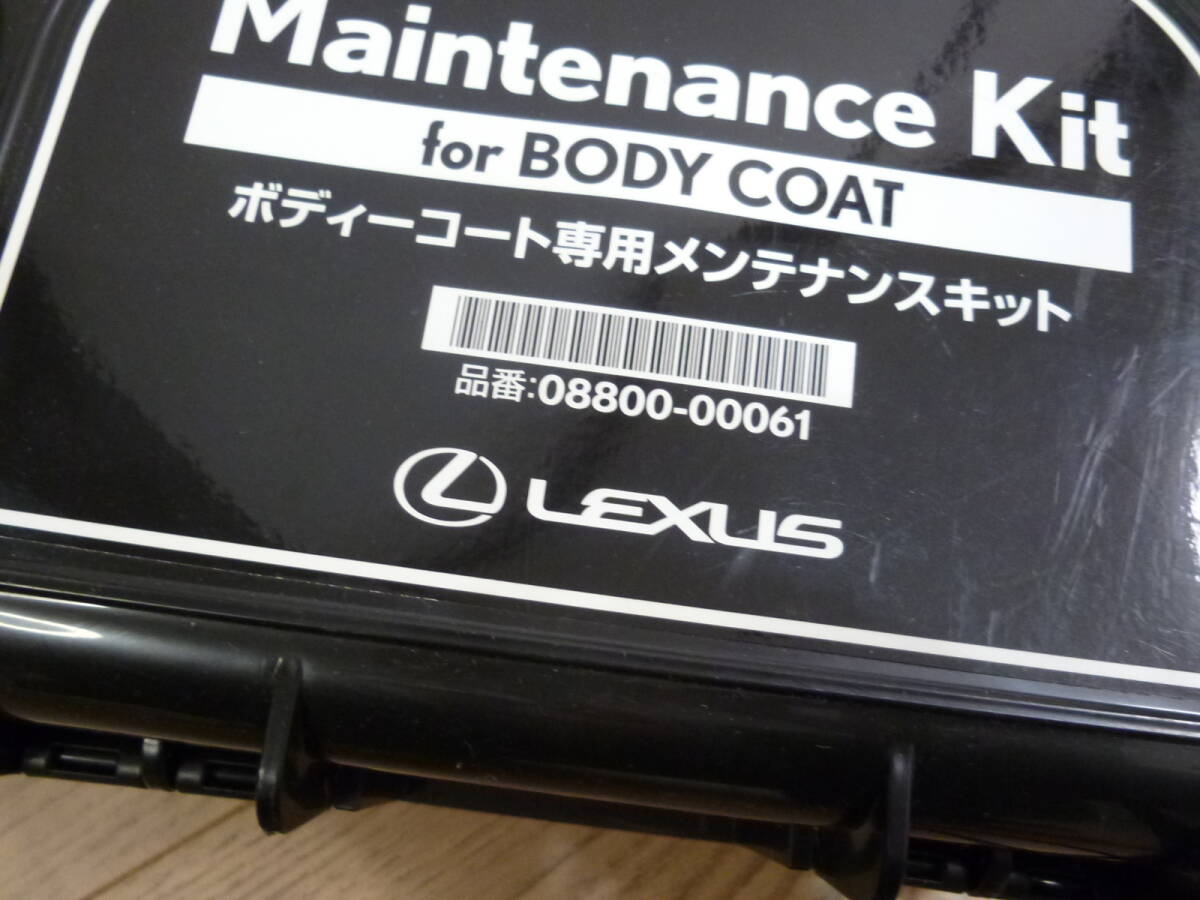 Maintenance Kit
for BODY COAT
ボディーコート専用メンテナンスキット
品番:08800-00061
LEXUS